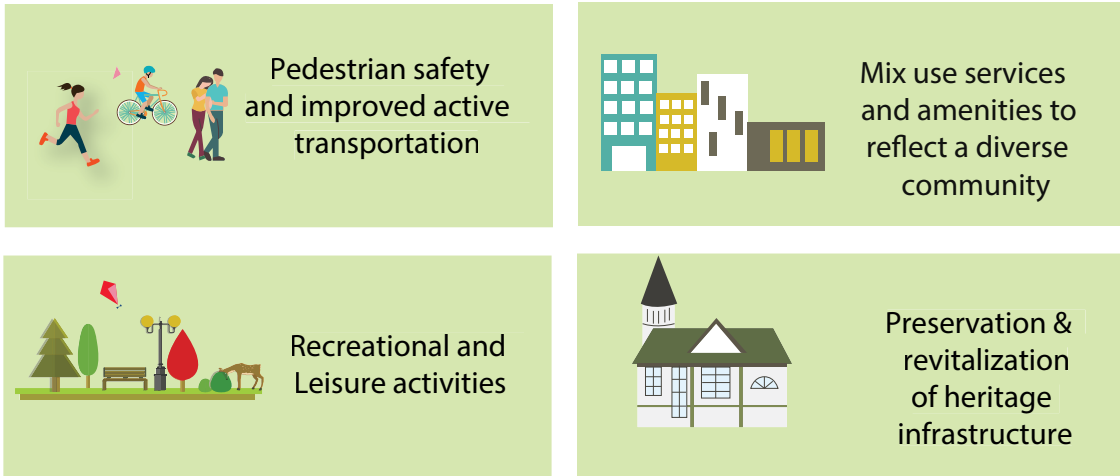 Pedestrian safety
and improved active
transportation
Mix use services
and amenities to
reflect a diverse
community
Recreational and
Leisure activities
Preservation &
revitalization
of heritage
infrastructure